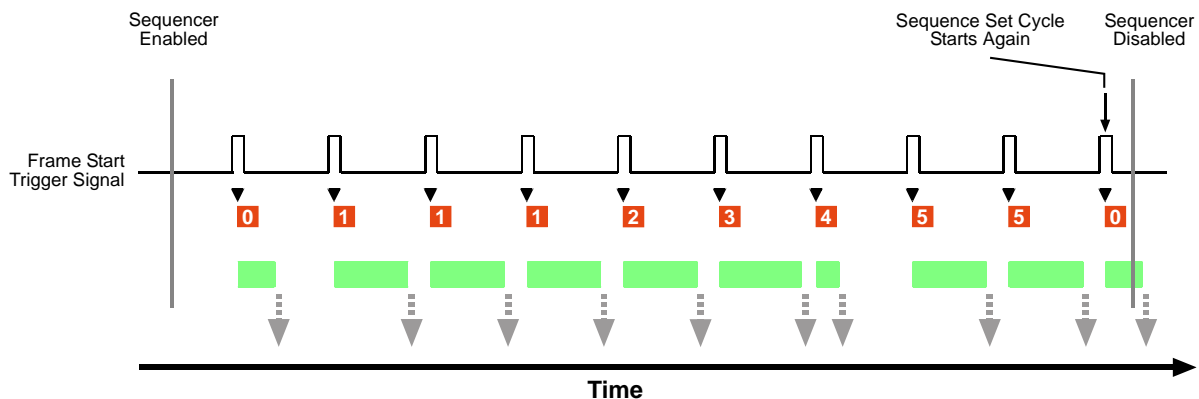 Sequencer
Enabled
Sequence Set Cycle
Starts Again
Sequencer
Disabled
Frame Start
Trigger Signal
0 1 1 1 2 3 4 5 5 0
Time